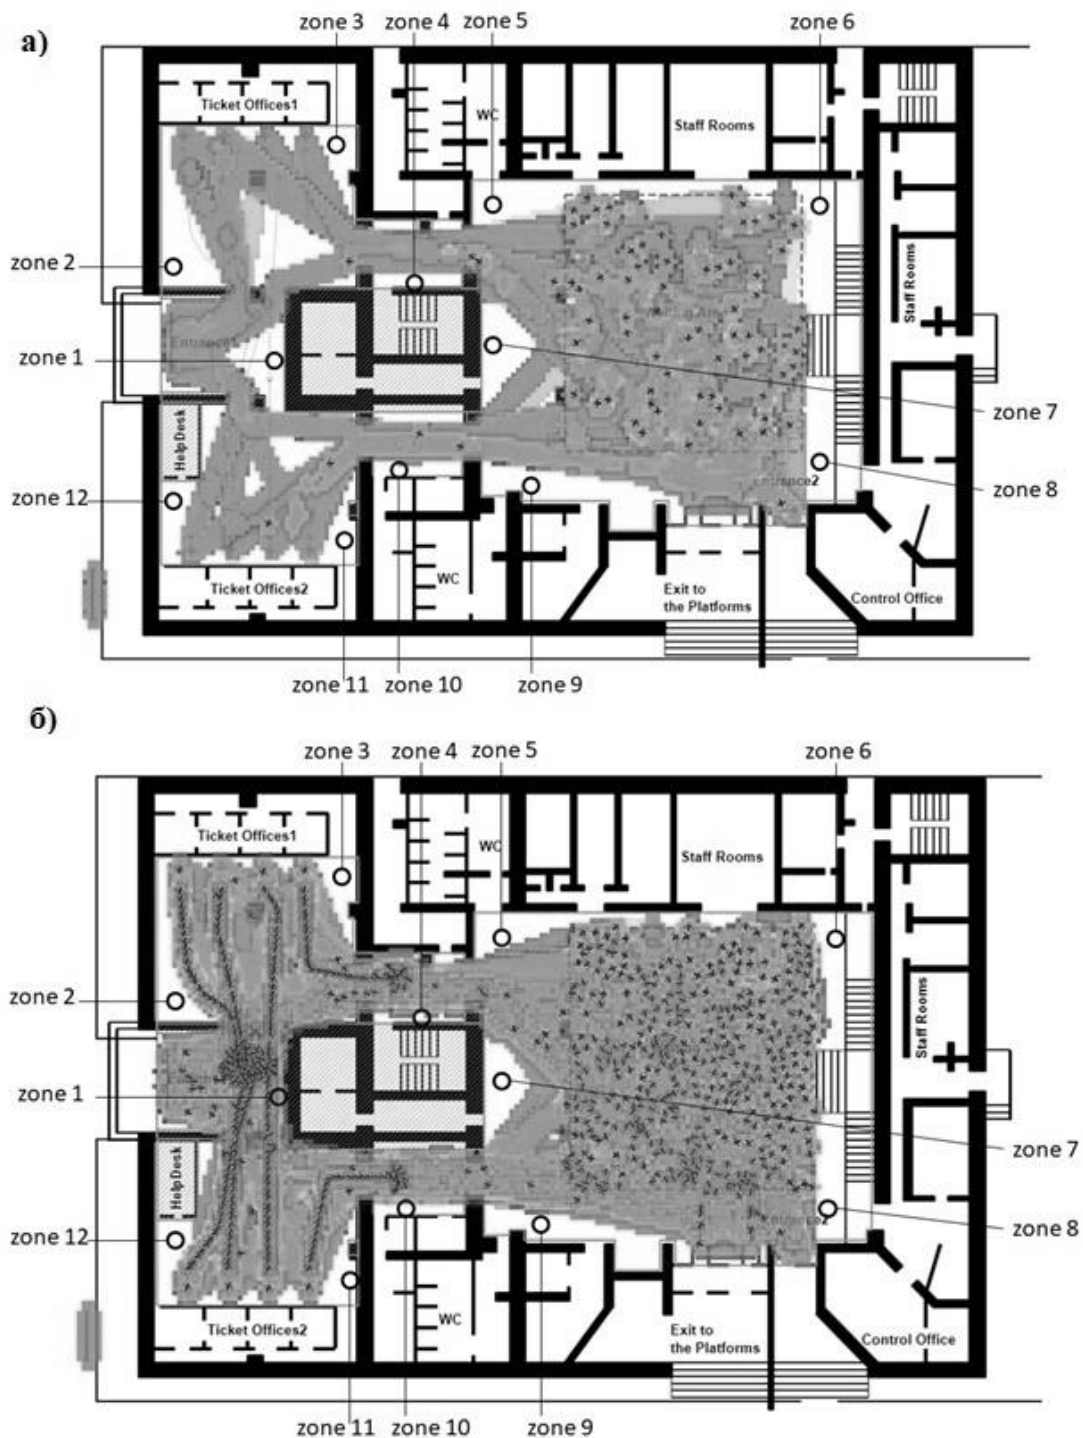 а)
zone 3
zone 4
zone 5
zone 6
Ticket Offices1
WC
Staff Rooms
zone 2
Staff Rooms
zone 1
zone 7
HelpDesk
zone 12
zone 8
Ticket Offices2
WC
Exit to
the Platforms
Control Office
zone 11
zone 10
zone 9
б)
zone 3
zone 4
zone 5
zone 6
Ticket Offices1
WC
Staff Rooms
zone 2
Staff Rooms
zone 1
zone 7
HelpDesk
zone 12
zone 8
Ticket Offices2
WC
Exit to
the Platforms
Control Office
zone 11
zone 10
zone 9